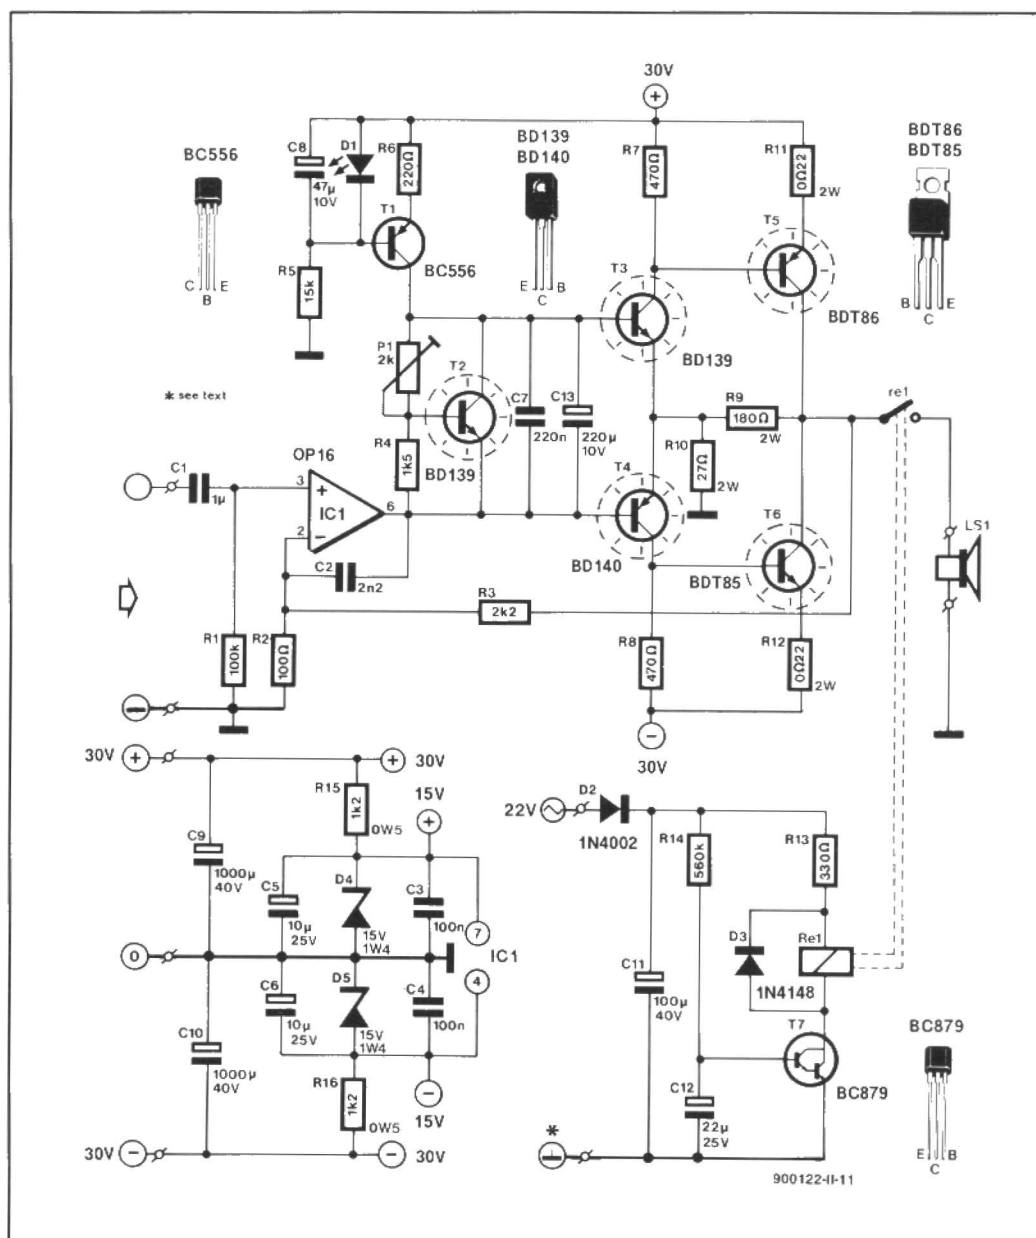 30V
+
BC556
C8
47µ
10V
D1
R6
220Ω
BD139
BD140
R7
470Ω
R11
0Ω22
2W
BDT86
BDT85
T1
BC556
C B E
R5
15k
E C B
T3
BD139
T5
BDT86
B C E
P1
2k
T2
BD139
C7
220n
C13
220µ
10V
R9
180Ω
2W
re1
* see text
R4
1k5
R10
27Ω
2W
OP16
C1
1µ
3
+
IC1
6
2
−
T4
BD140
T6
BDT85
LS1
C2
2n2
R3
2k2
R1
100k
R2
100Ω
R8
470Ω
R12
0Ω22
2W
−
30V
30V +
+ 30V
R15
1k2
0W5
15V
+
C9
1000µ
40V
C5
10µ
25V
D4
15V
1W4
C3
100n
7
0
IC1
C6
10µ
25V
D5
15V
1W4
C4
100n
4
C10
1000µ
40V
R16
1k2
0W5
−
15V
30V −
− 30V
22V
D2
1N4002
R14
560k
R13
330Ω
D3
1N4148
Re1
C11
100µ
40V
T7
BC879
BC879
C12
22µ
25V
E C B
*
900122-II-11